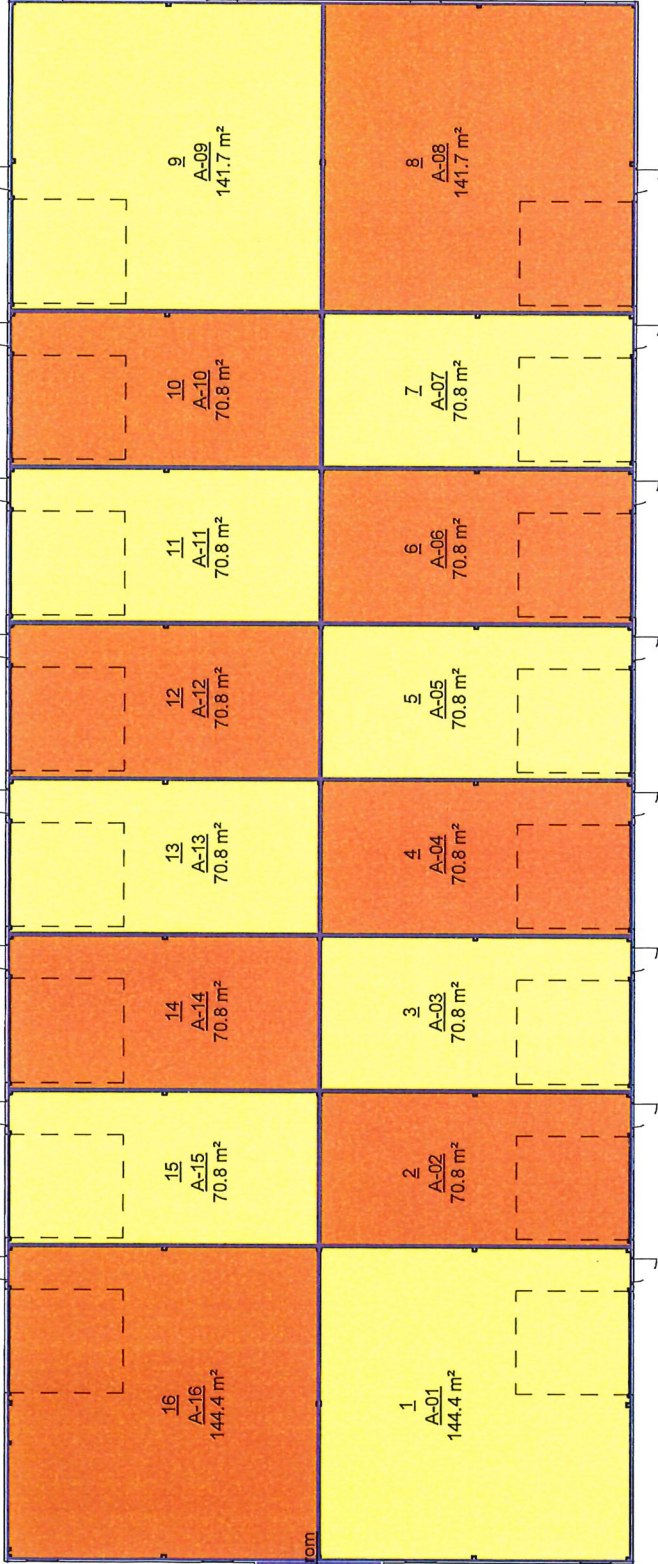 9
A-09
141.7 m²
8
A-08
141.7 m²
10
A-10
70.8 m²
7
A-07
70.8 m²
11
A-11
70.8 m²
6
A-06
70.8 m²
12
A-12
70.8 m²
5
A-05
70.8 m²
13
A-13
70.8 m²
4
A-04
70.8 m²
14
A-14
70.8 m²
3
A-03
70.8 m²
15
A-15
70.8 m²
2
A-02
70.8 m²
16
A-16
144.4 m²
1
A-01
144.4 m²